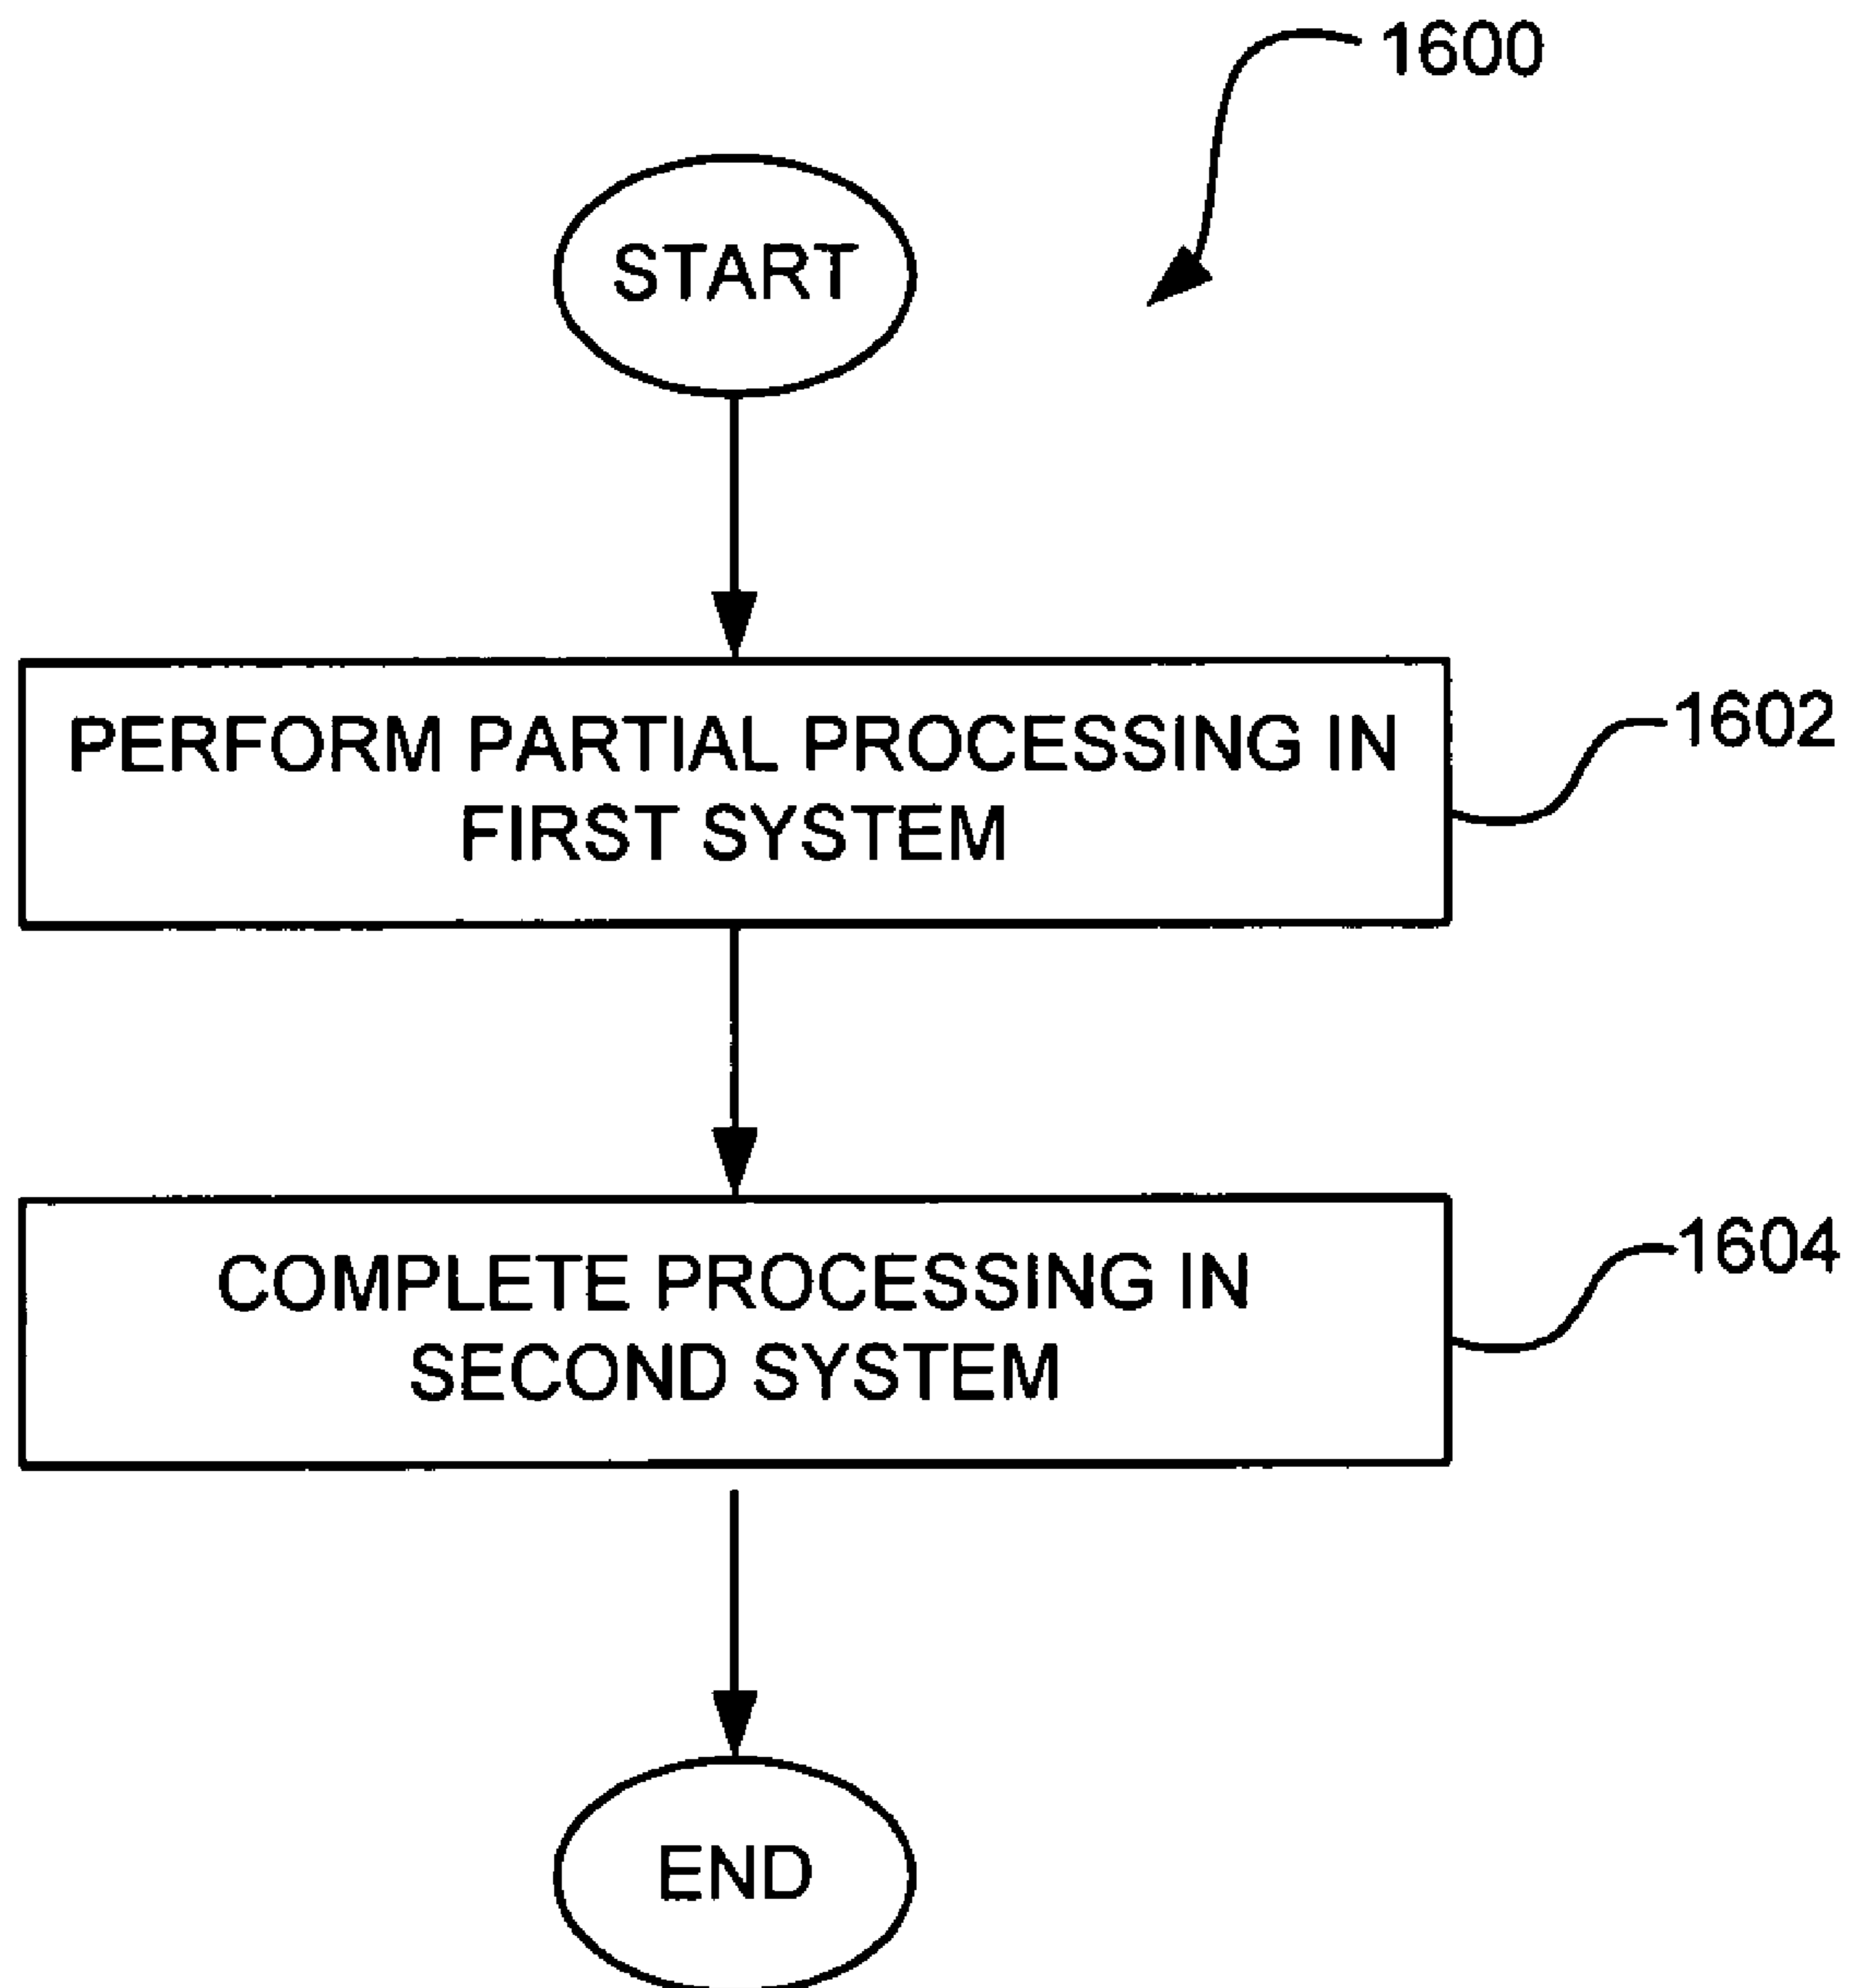 1600
START
PERFORM PARTIAL PROCESSING IN
FIRST SYSTEM
1602
COMPLETE PROCESSING IN
SECOND SYSTEM
1604
END